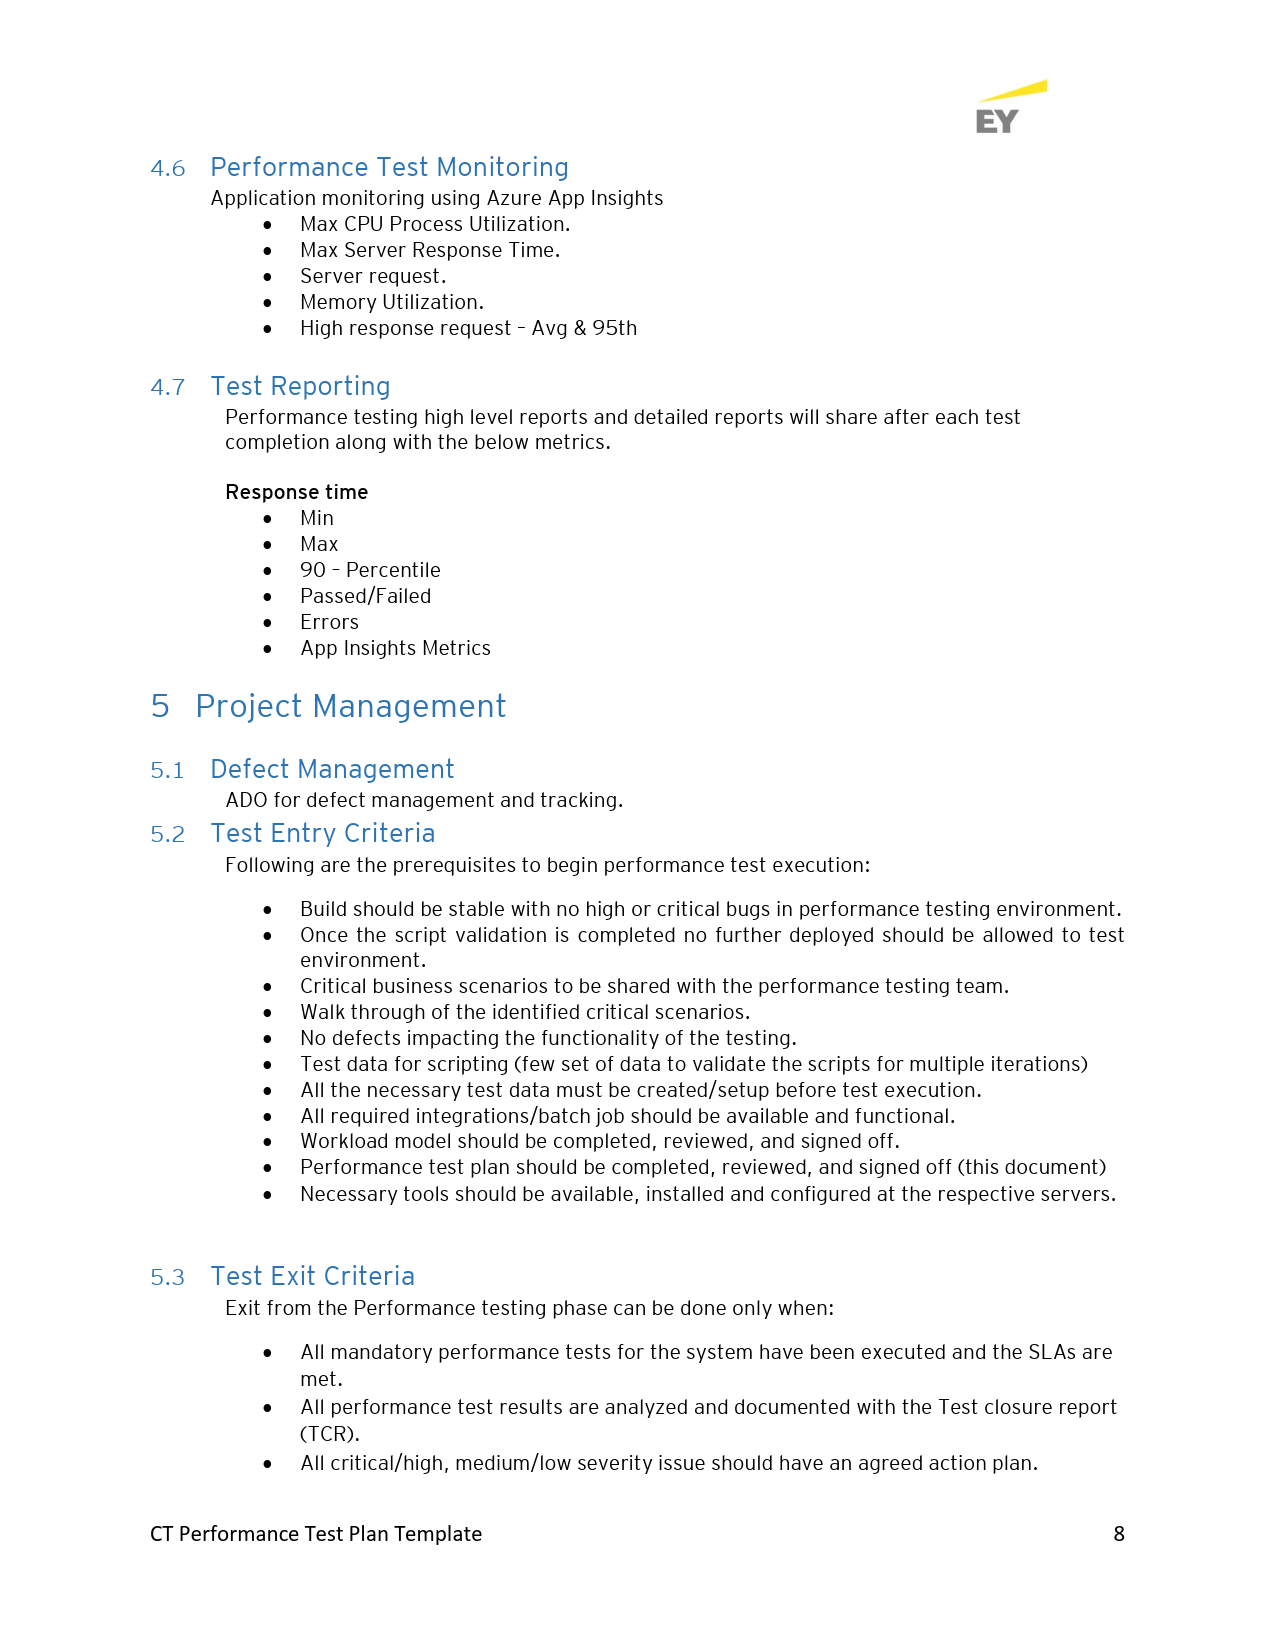 EY
4.6 Performance Test Monitoring
Application monitoring using Azure App Insights
• Max CPU Process Utilization.
• Max Server Response Time.
• Server request.
• Memory Utilization.
• High response request – Avg & 95th
4.7 Test Reporting
Performance testing high level reports and detailed reports will share after each test
completion along with the below metrics.
Response time
• Min
• Max
• 90 – Percentile
• Passed/Failed
• Errors
• App Insights Metrics
5 Project Management
5.1 Defect Management
ADO for defect management and tracking.
5.2 Test Entry Criteria
Following are the prerequisites to begin performance test execution:
• Build should be stable with no high or critical bugs in performance testing environment.
• Once the script validation is completed no further deployed should be allowed to test
environment.
• Critical business scenarios to be shared with the performance testing team.
• Walk through of the identified critical scenarios.
• No defects impacting the functionality of the testing.
• Test data for scripting (few set of data to validate the scripts for multiple iterations)
• All the necessary test data must be created/setup before test execution.
• All required integrations/batch job should be available and functional.
• Workload model should be completed, reviewed, and signed off.
• Performance test plan should be completed, reviewed, and signed off (this document)
• Necessary tools should be available, installed and configured at the respective servers.
5.3 Test Exit Criteria
Exit from the Performance testing phase can be done only when:
• All mandatory performance tests for the system have been executed and the SLAs are
met.
• All performance test results are analyzed and documented with the Test closure report
(TCR).
• All critical/high, medium/low severity issue should have an agreed action plan.
CT Performance Test Plan Template 8